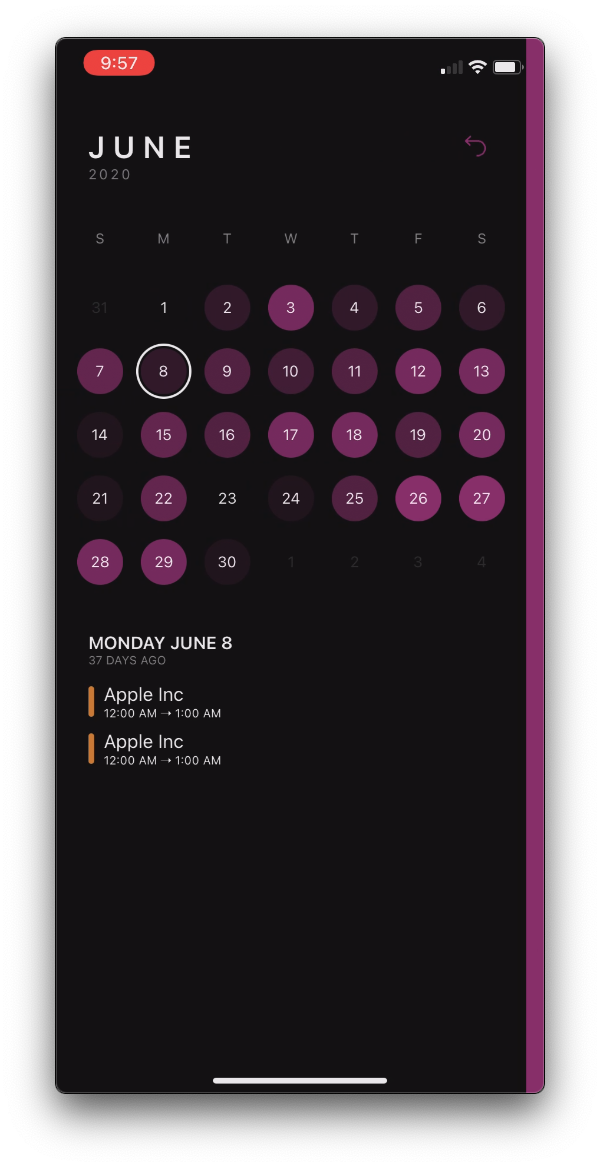 9:57
JUNE
2020
S M T W T F S
31 1 2 3 4 5 6
7 8 9 10 11 12 13
14 15 16 17 18 19 20
21 22 23 24 25 26 27
28 29 30 1 2 3 4
MONDAY JUNE 8
37 DAYS AGO
Apple Inc
12:00 AM → 1:00 AM
Apple Inc
12:00 AM → 1:00 AM